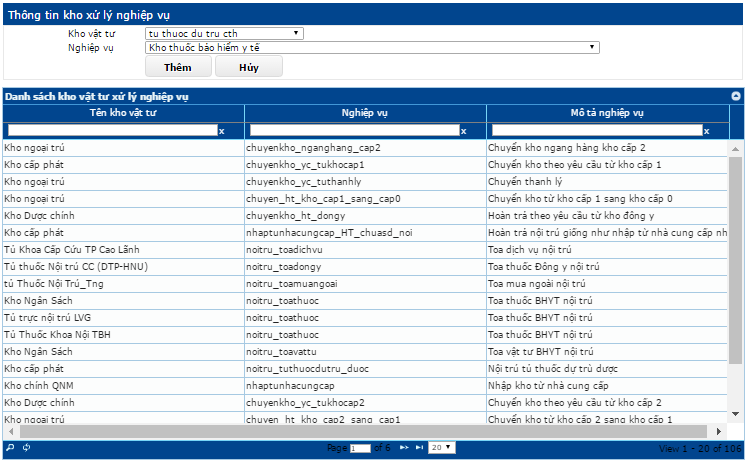 Thông tin kho xử lý nghiệp vụ
Kho vật tư tu thuoc du tru cth
Nghiệp vụ Kho thuốc bảo hiểm y tế
Thêm Hủy
Danh sách kho vật tư xử lý nghiệp vụ
Tên kho vật tư Nghiệp vụ Mô tả nghiệp vụ
x x x
Kho ngoại trú chuyenkho_nganghang_cap2 Chuyển kho ngang hàng kho cấp 2
Kho cấp phát chuyenkho_yc_tukhocap1 Chuyển kho theo yêu cầu từ kho cấp 1
Kho ngoại trú chuyenkho_yc_tuthanhly Chuyển thanh lý
Kho ngoại trú chuyen_ht_kho_cap1_sang_cap0 Chuyển kho từ kho cấp 1 sang kho cấp 0
Kho Dược chính chuyenkho_ht_dongy Hoàn trả theo yêu cầu từ kho đông y
Kho cấp phát nhaptunhacungcap_HT_chuasd_noi Hoàn trả nội trú giống như nhập từ nhà cung cấp nh
Tủ Khoa Cấp Cứu TP Cao Lãnh noitru_toadichvu Toa dịch vụ nội trú
Tủ thuốc Nội trú CC (DTP-HNU) noitru_toadongy Toa thuốc Đông y nội trú
tủ Thuốc Nội Trú_Tng noitru_toamuangoai Toa mua ngoài nội trú
Kho Ngân Sách noitru_toathuoc Toa thuốc BHYT nội trú
Tủ trực nội trú LVG noitru_toathuoc Toa thuốc BHYT nội trú
Tủ Thuốc Khoa Nội TBH noitru_toathuoc Toa thuốc BHYT nội trú
Kho Ngân Sách noitru_toavattu Toa vật tư BHYT nội trú
Kho cấp phát noitru_tuthuocdutru_duoc Nội trú tủ thuốc dự trù dược
Kho chính QNM nhaptunhacungcap Nhập kho từ nhà cung cấp
Kho Dược chính chuyenkho_yc_tukhocap2 Chuyển kho theo yêu cầu từ kho cấp 2
Kho ngoại trú chuyen_ht_kho_cap2_sang_cap1 Chuyển kho từ kho cấp 2 sang kho cấp 1
Page 1 of 6 20 View 1 - 20 of 106